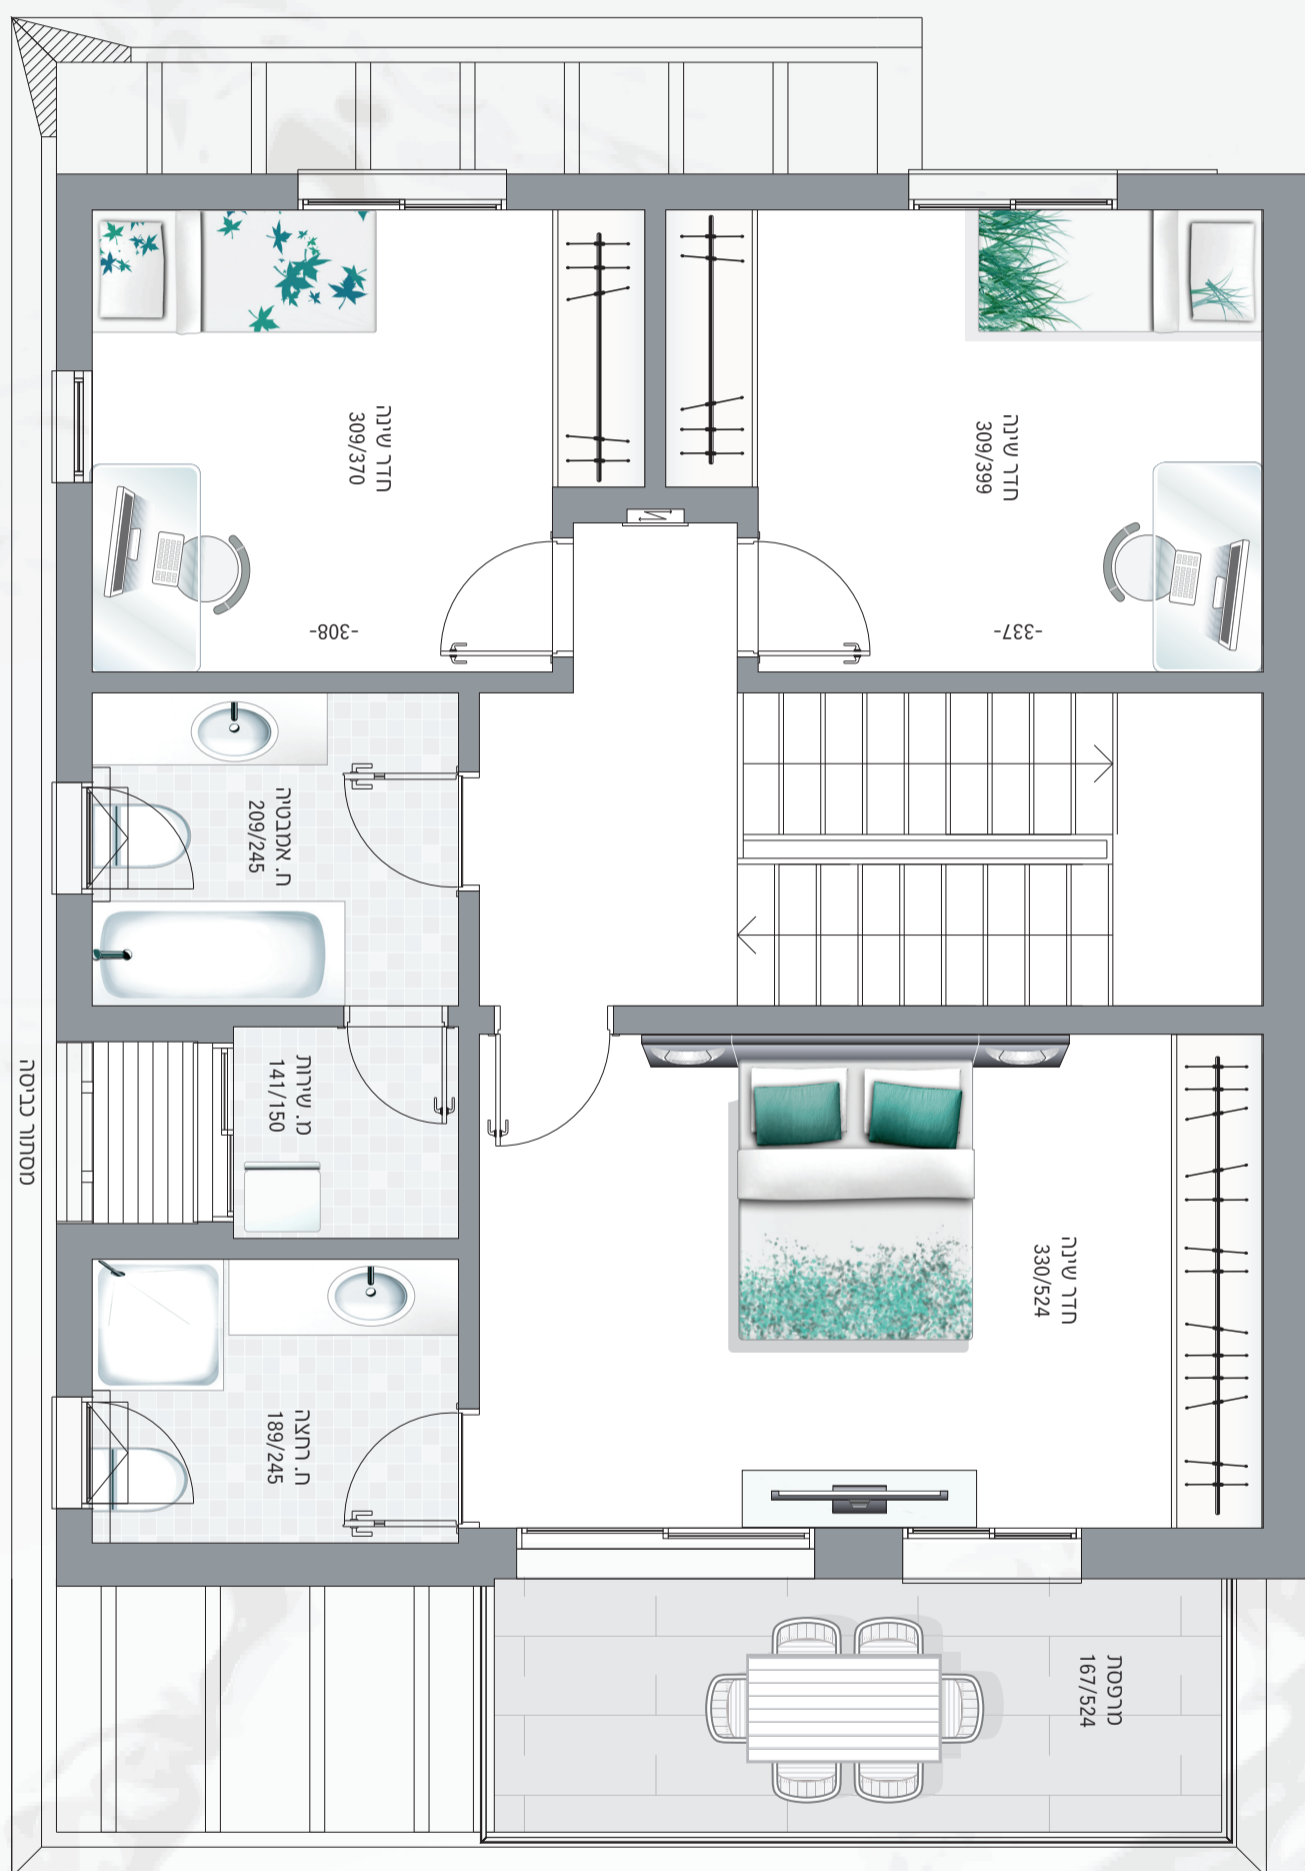 חדר שינה
309/370
-308-
חדר שינה
309/399
-337-
ח. אמבטיה
209/245
מ. שירות
141/150
מסתור כביסה
ח. רחצה
189/245
חדר שינה
330/524
מרפסת
167/524